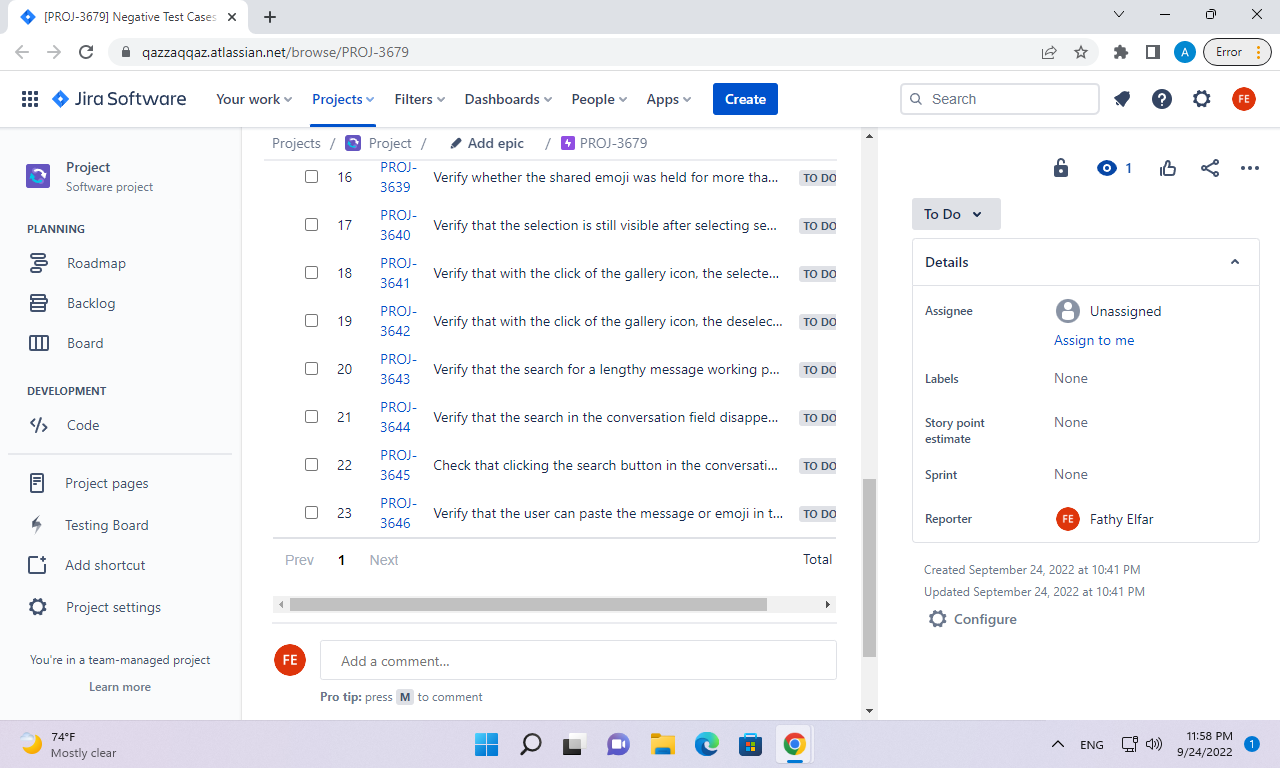 [PROJ-3679] Negative Test Cases
qazzaqqaz.atlassian.net/browse/PROJ-3679
A
Error
Jira Software
Your work
Projects
Filters
Dashboards
People
Apps
Create
Search
FE
Project
Software project
PLANNING
Roadmap
Backlog
Board
DEVELOPMENT
Code
Project pages
Testing Board
Add shortcut
Project settings
You're in a team-managed project
Learn more
Projects / Project / Add epic / PROJ-3679
16 PROJ-3639 Verify whether the shared emoji was held for more tha... TO DO
17 PROJ-3640 Verify that the selection is still visible after selecting se... TO DO
18 PROJ-3641 Verify that with the click of the gallery icon, the selecte... TO DO
19 PROJ-3642 Verify that with the click of the gallery icon, the deselec... TO DO
20 PROJ-3643 Verify that the search for a lengthy message working p... TO DO
21 PROJ-3644 Verify that the search in the conversation field disappe... TO DO
22 PROJ-3645 Check that clicking the search button in the conversati... TO DO
23 PROJ-3646 Verify that the user can paste the message or emoji in t... TO DO
Prev 1 Next Total
FE
Add a comment...
Pro tip: press M to comment
1
To Do
Details
Assignee
Unassigned
Assign to me
Labels
None
Story point estimate
None
Sprint
None
Reporter
FE Fathy Elfar
Created September 24, 2022 at 10:41 PM
Updated September 24, 2022 at 10:41 PM
Configure
74°F
Mostly clear
ENG
11:58 PM
9/24/2022
1